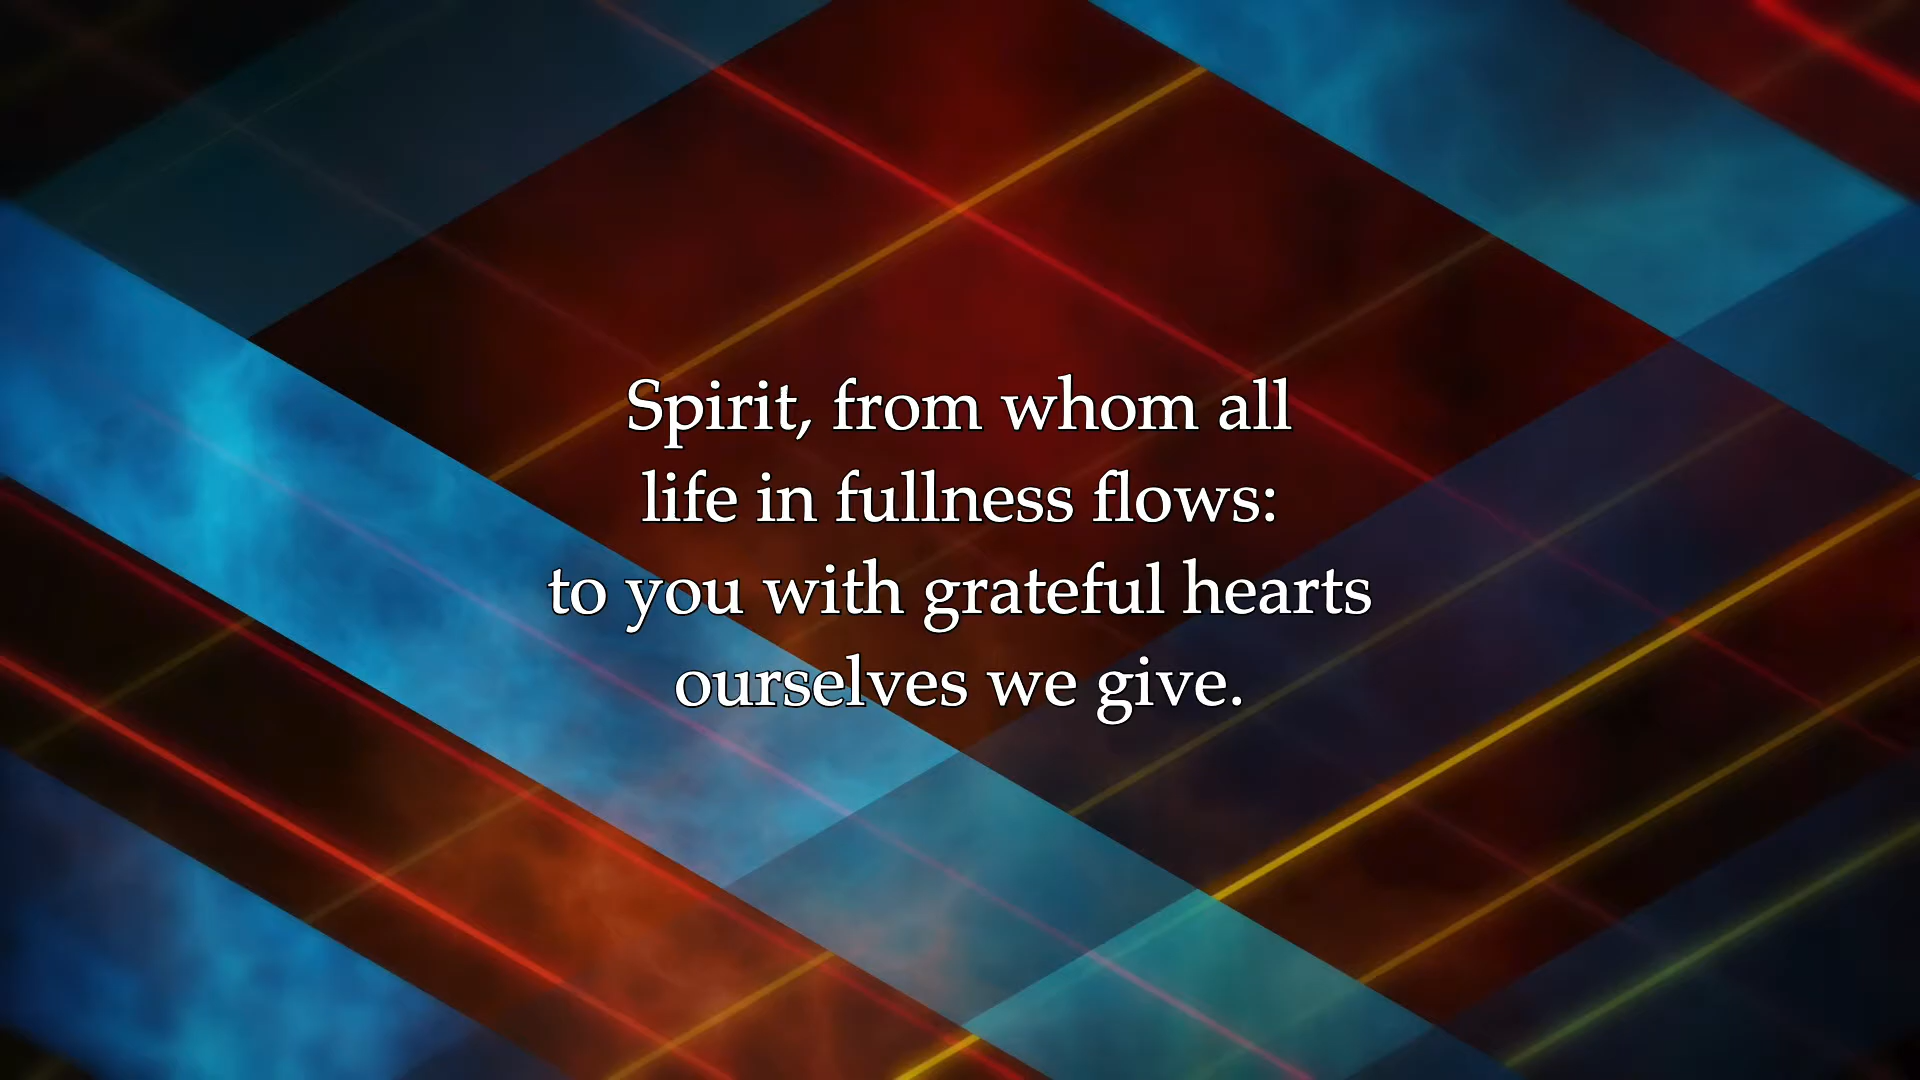 Spirit, from whom all
life in fullness flows:
to you with grateful hearts
ourselves we give.